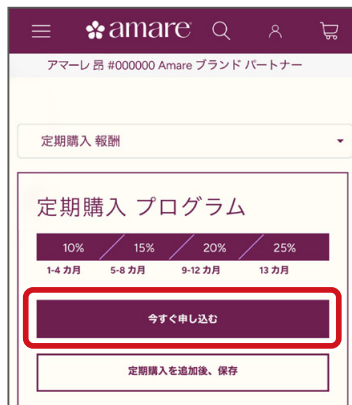 amare
アマーレ 昂 #000000 Amare ブランド パートナー
定期購入 報酬
定期購入 プログラム
10% 15% 20% 25%
1-4 カ月 5-8 カ月 9-12 カ月 13 カ月
今すぐ申し込む
定期購入を追加後、保存